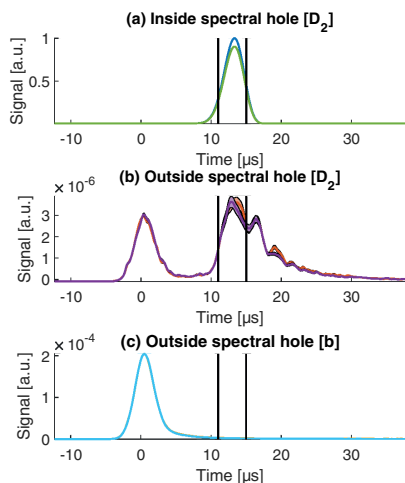 (a) Inside spectral hole [D2]
1
0.5
Signal [a.u.]
-10 0 10 20 30
Time [μs]
× 10-6
(b) Outside spectral hole [D2]
3
2
1
0
Signal [a.u.]
-10 0 10 20 30
Time [μs]
× 10-4
(c) Outside spectral hole [b]
2
1
0
Signal [a.u.]
-10 0 10 20 30
Time [μs]